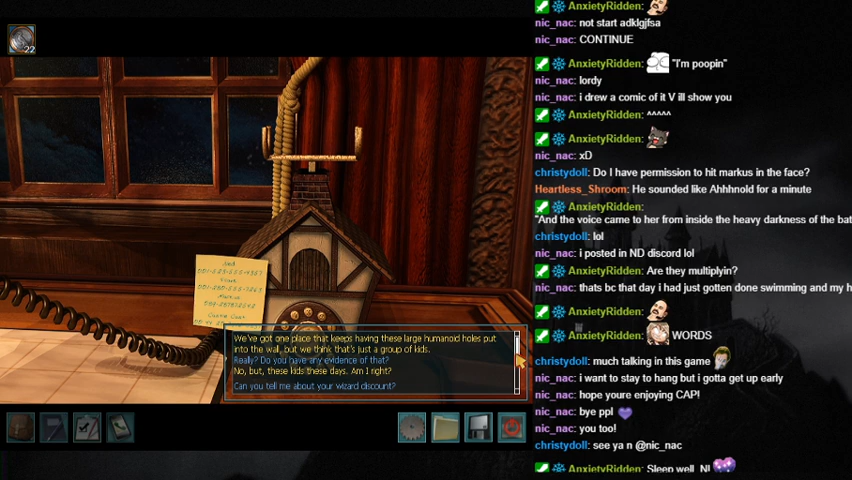 22
Ned
Markus
We've got one place that keeps having these large humanoid holes put
into the wall, but we think that's just a group of kids.
Really? Do you have any evidence of that?
No, but, these kids these days. Am I right?
Can you tell me about your wizard discount?
AnxietyRidden:
nic_nac: not start adklgjfsa
nic_nac: CONTINUE
AnxietyRidden: "I'm poopin"
nic_nac: lordy
nic_nac: i drew a comic of it V ill show you
AnxietyRidden: ^^^^^
AnxietyRidden:
nic_nac: xD
christydoll: Do I have permission to hit markus in the face?
Heartless_Shroom: He sounded like Ahhhnold for a minute
AnxietyRidden:
"And the voice came to her from inside the heavy darkness of the bat
christydoll: lol
nic_nac: i posted in ND discord lol
AnxietyRidden: Are they multiplyin?
nic_nac: thats bc that day i had just gotten done swimming and my h
AnxietyRidden:
AnxietyRidden: WORDS
christydoll: much talking in this game
nic_nac: i want to stay to hang but i gotta get up early
nic_nac: hope youre enjoying CAP!
nic_nac: bye ppl
nic_nac: you too!
christydoll: see ya n @nic_nac
AnxietyRidden: Sleep well, N!